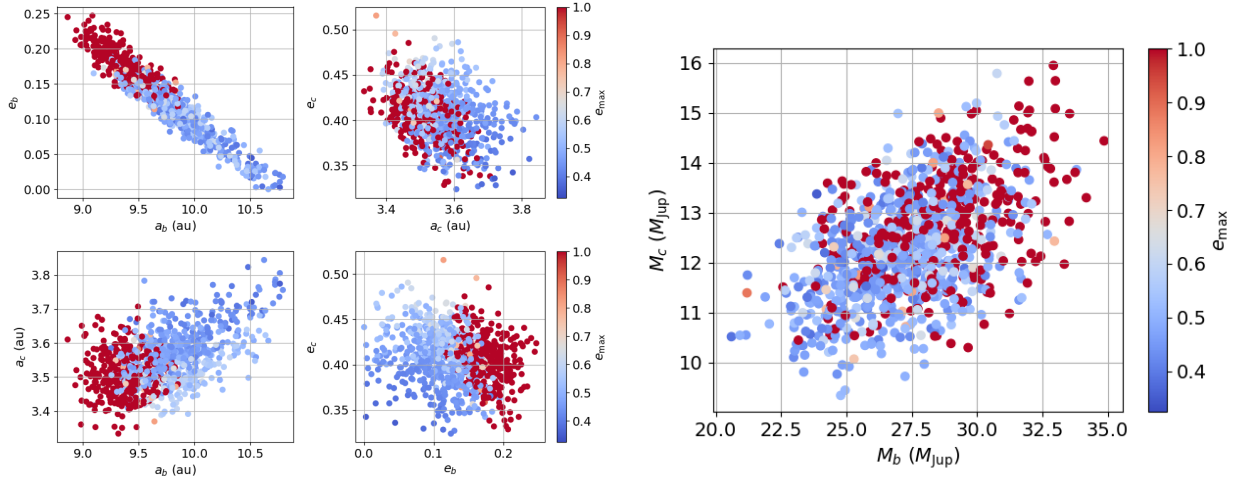 0.25
0.20
0.15
0.10
0.05
0.00
e_b
9.0 9.5 10.0 10.5
a_b (au)
0.50
0.45
0.40
0.35
e_c
3.4 3.6 3.8
a_c (au)
1.0
0.9
0.8
0.7
0.6
0.5
0.4
e_max
3.8
3.7
3.6
3.5
3.4
a_c (au)
9.0 9.5 10.0 10.5
a_b (au)
0.50
0.45
0.40
0.35
e_c
0.0 0.1 0.2
e_b
1.0
0.9
0.8
0.7
0.6
0.5
0.4
e_max
16
15
14
13
12
11
10
M_c (M_Jup)
20.0 22.5 25.0 27.5 30.0 32.5 35.0
M_b (M_Jup)
1.0
0.9
0.8
0.7
0.6
0.5
0.4
e_max